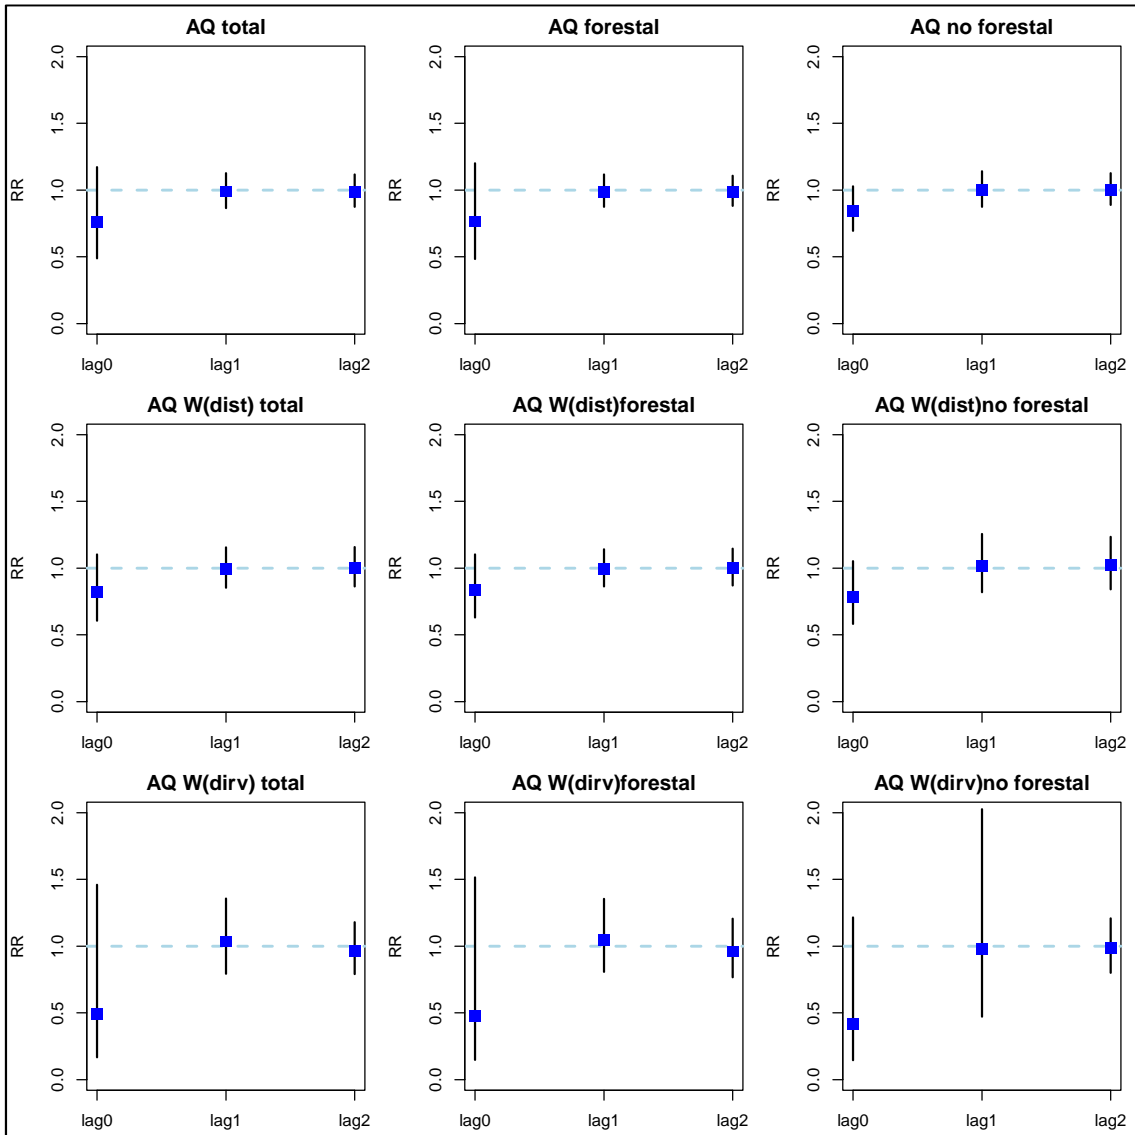 AQ total
AQ forestal
AQ no forestal
RR
0.0 0.5 1.0 1.5 2.0
lag0 lag1 lag2
RR
0.0 0.5 1.0 1.5 2.0
lag0 lag1 lag2
RR
0.0 0.5 1.0 1.5 2.0
lag0 lag1 lag2
AQ W(dist) total
AQ W(dist)forestal
AQ W(dist)no forestal
RR
0.0 0.5 1.0 1.5 2.0
lag0 lag1 lag2
RR
0.0 0.5 1.0 1.5 2.0
lag0 lag1 lag2
RR
0.0 0.5 1.0 1.5 2.0
lag0 lag1 lag2
AQ W(dirv) total
AQ W(dirv)forestal
AQ W(dirv)no forestal
RR
0.0 0.5 1.0 1.5 2.0
lag0 lag1 lag2
RR
0.0 0.5 1.0 1.5 2.0
lag0 lag1 lag2
RR
0.0 0.5 1.0 1.5 2.0
lag0 lag1 lag2